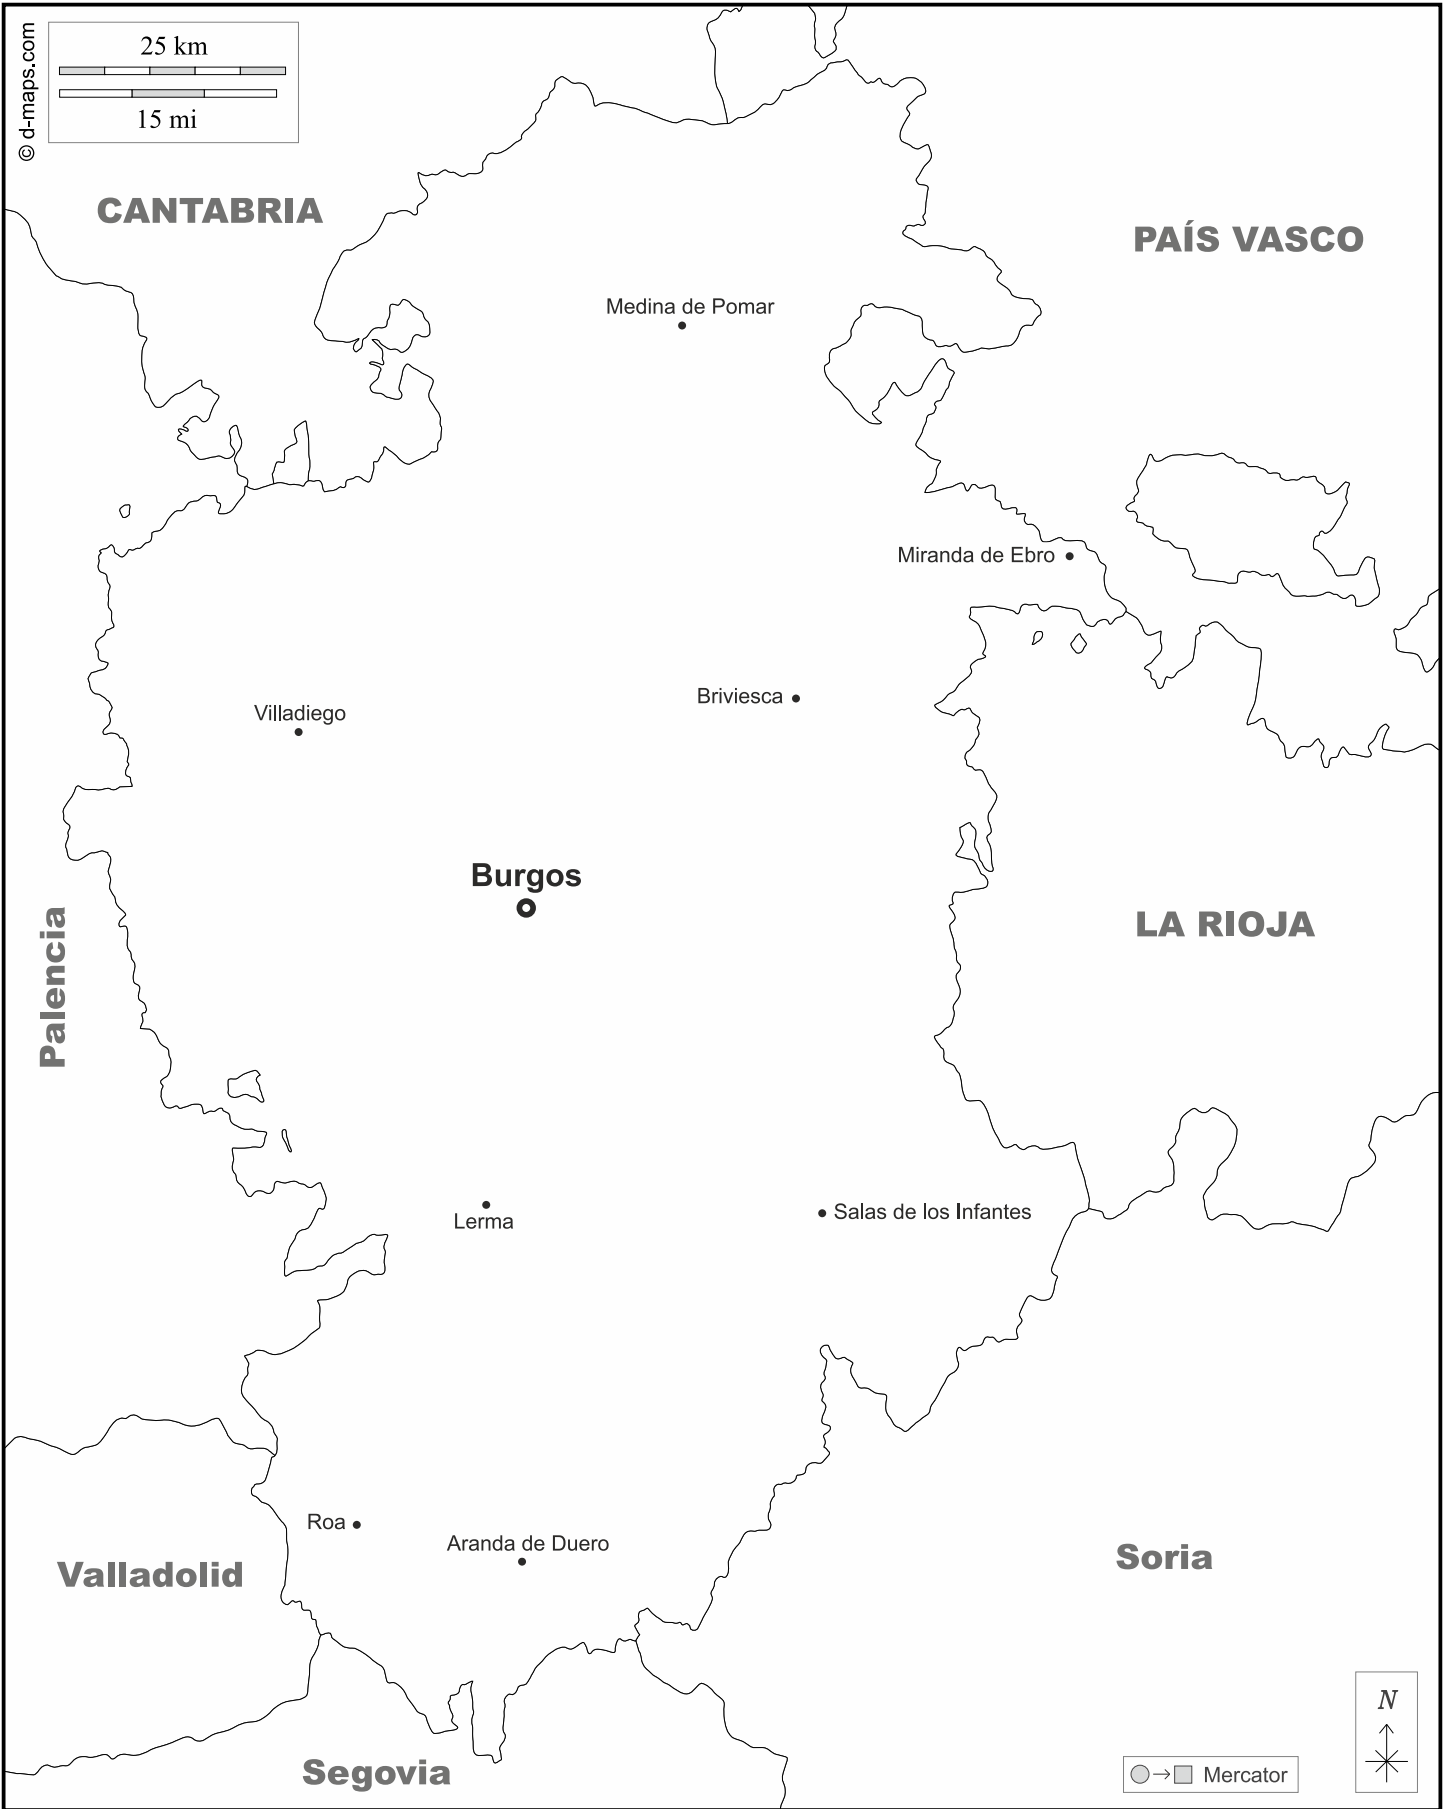 © d-maps.com
25 km
15 mi
CANTABRIA
PAÍS VASCO
Medina de Pomar
Miranda de Ebro
Briviesca
Villadiego
Burgos
LA RIOJA
Palencia
Salas de los Infantes
Lerma
Roa
Aranda de Duero
Soria
Valladolid
N
Segovia
Mercator